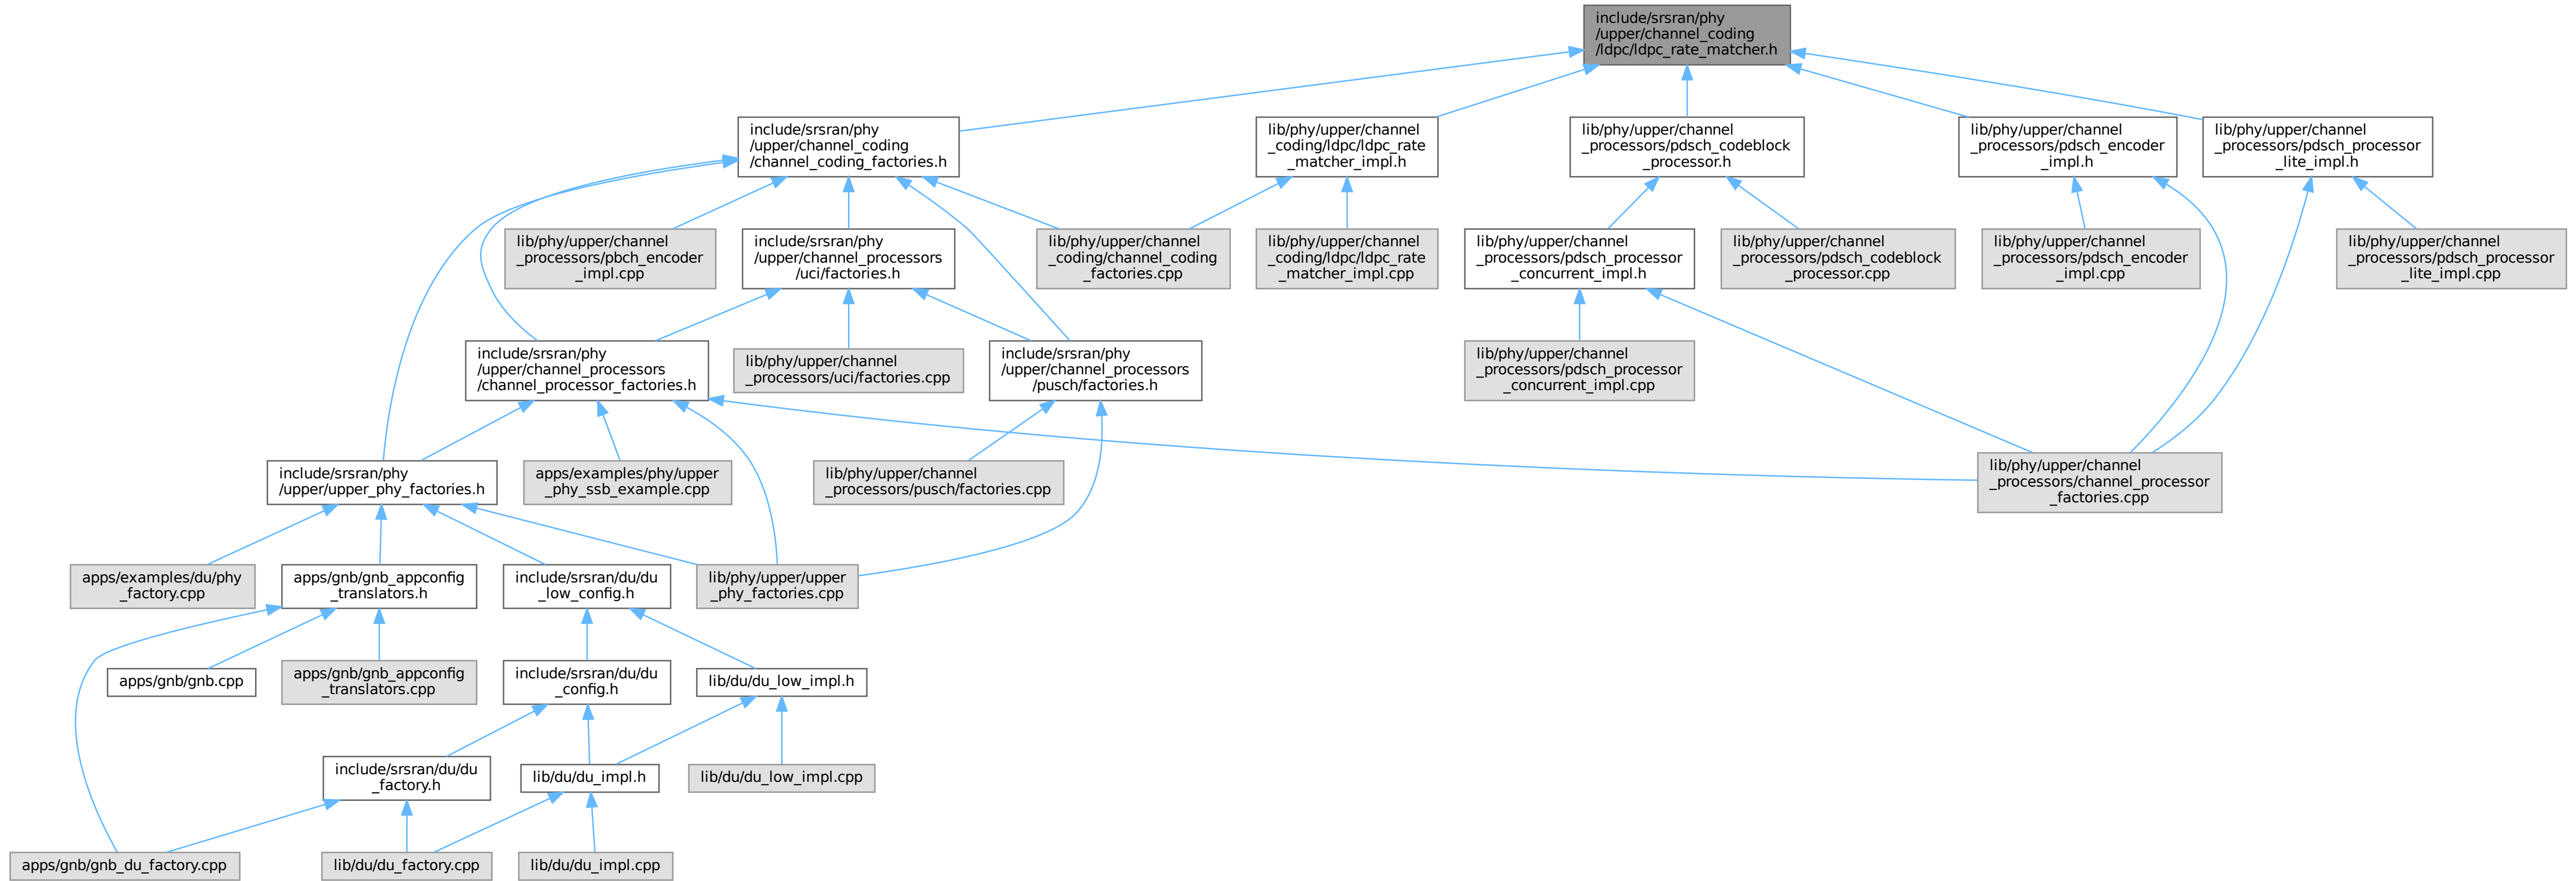 include/srsran/phy
/upper/channel_coding
/ldpc/ldpc_rate_matcher.h
include/srsran/phy
/upper/channel_coding
/channel_coding_factories.h
lib/phy/upper/channel
_coding/ldpc/ldpc_rate
_matcher_impl.h
lib/phy/upper/channel
_processors/pdsch_codeblock
_processor.h
lib/phy/upper/channel
_processors/pdsch_encoder
_impl.h
lib/phy/upper/channel
_processors/pdsch_processor
_lite_impl.h
lib/phy/upper/channel
_processors/pbch_encoder
_impl.cpp
include/srsran/phy
/upper/channel_processors
/uci/factories.h
lib/phy/upper/channel
_coding/channel_coding
_factories.cpp
lib/phy/upper/channel
_coding/ldpc/ldpc_rate
_matcher_impl.cpp
lib/phy/upper/channel
_processors/pdsch_processor
_concurrent_impl.h
lib/phy/upper/channel
_processors/pdsch_codeblock
_processor.cpp
lib/phy/upper/channel
_processors/pdsch_encoder
_impl.cpp
lib/phy/upper/channel
_processors/pdsch_processor
_lite_impl.cpp
include/srsran/phy
/upper/channel_processors
/channel_processor_factories.h
lib/phy/upper/channel
_processors/uci/factories.cpp
include/srsran/phy
/upper/channel_processors
/pusch/factories.h
lib/phy/upper/channel
_processors/pdsch_processor
_concurrent_impl.cpp
include/srsran/phy
/upper/upper_phy_factories.h
apps/examples/phy/upper
_phy_ssb_example.cpp
lib/phy/upper/channel
_processors/pusch/factories.cpp
lib/phy/upper/channel
_processors/channel_processor
_factories.cpp
apps/examples/du/phy
_factory.cpp
apps/gnb/gnb_appconfig
_translators.h
include/srsran/du/du
_low_config.h
lib/phy/upper/upper
_phy_factories.cpp
apps/gnb/gnb.cpp
apps/gnb/gnb_appconfig
_translators.cpp
include/srsran/du/du
_config.h
lib/du/du_low_impl.h
include/srsran/du/du
_factory.h
lib/du/du_impl.h
lib/du/du_low_impl.cpp
apps/gnb/gnb_du_factory.cpp
lib/du/du_factory.cpp
lib/du/du_impl.cpp